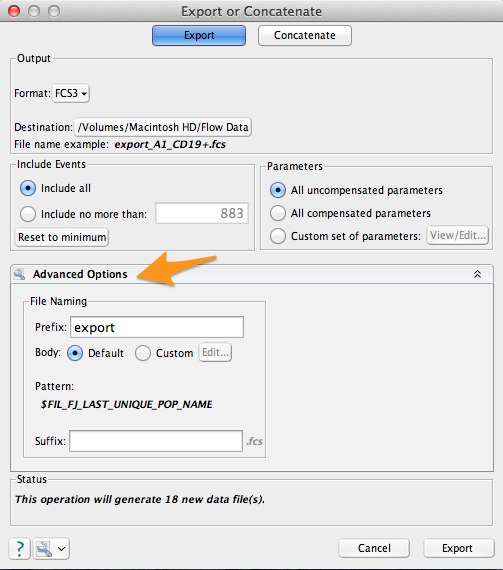 Export or Concatenate
Export Concatenate
Output
Format: FCS3
Destination: /Volumes/Macintosh HD/Flow Data
File name example: export_A1_CD19+.fcs
Include Events
Include all
Include no more than: 883
Reset to minimum
Parameters
All uncompensated parameters
All compensated parameters
Custom set of parameters: View/Edit...
Advanced Options
File Naming
Prefix: export
Body: Default Custom Edit...
Pattern:
$FIL_FJ_LAST_UNIQUE_POP_NAME
Suffix: .fcs
Status
This operation will generate 18 new data file(s).
? Cancel Export